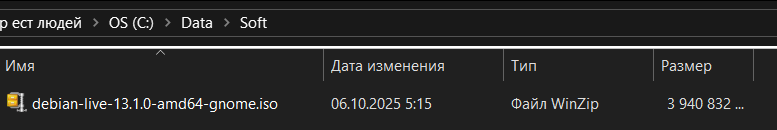 р ест людей > OS (C:) > Data > Soft
Имя Дата изменения Тип Размер
debian-live-13.1.0-amd64-gnome.iso 06.10.2025 5:15 Файл WinZip 3 940 832 ...